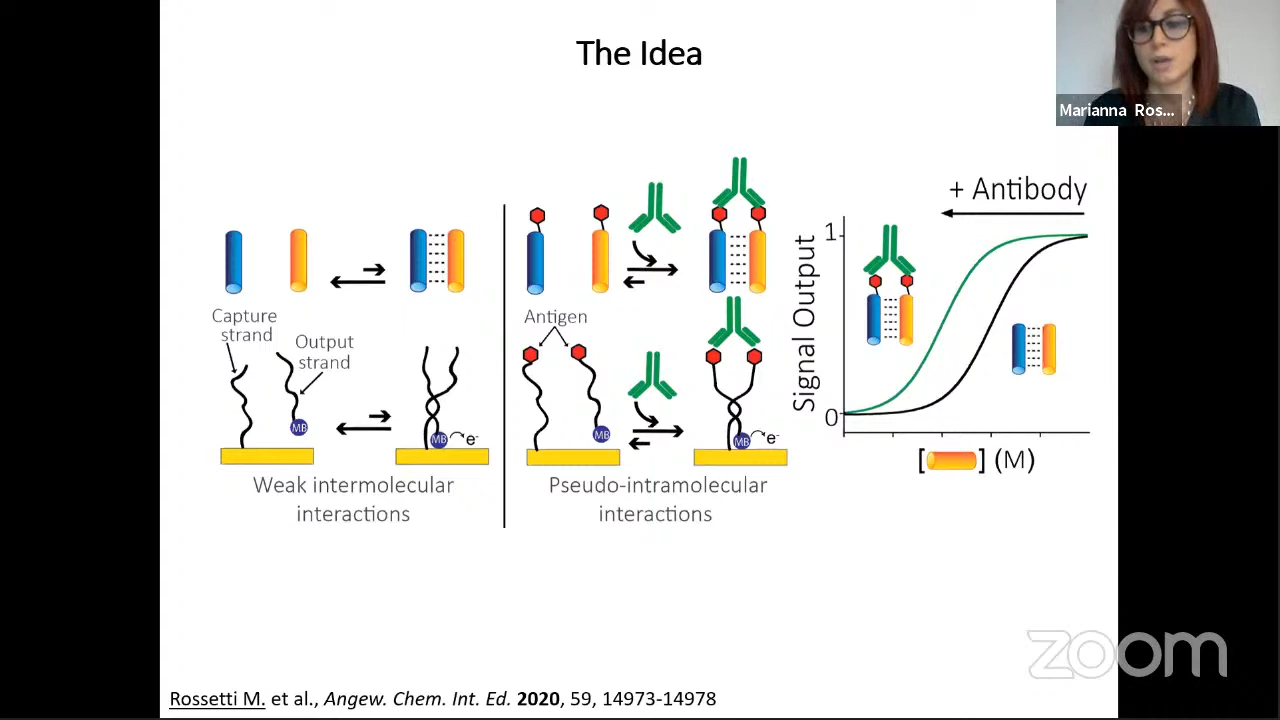 The Idea
Marianna Ros...
+ Antibody
Capture
strand
Output
strand
MB
MB
e-
Weak intermolecular
interactions
Antigen
MB
MB
e-
Pseudo-intramolecular
interactions
Signal Output
1
0
[ ] (M)
zoom
Rossetti M. et al., Angew. Chem. Int. Ed. 2020, 59, 14973-14978